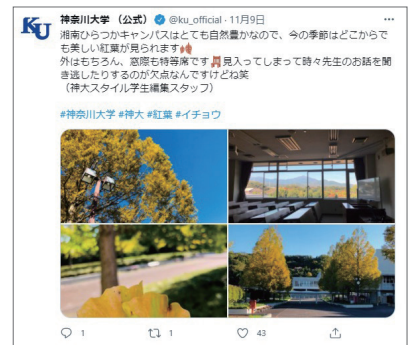 KU
神奈川大学 （公式） @ku_official · 11月9日
湘南ひらつかキャンパスはとても自然豊かなので、今の季節はどこからで
も美しい紅葉が見られます🍂
外はもちろん、窓際も特等席です🪟見入ってしまって時々先生のお話を聞
き逃したりするのが欠点なんですけどね笑
（神大スタイル学生編集スタッフ）
#神奈川大学 #神大 #紅葉 #イチョウ
1 1 43